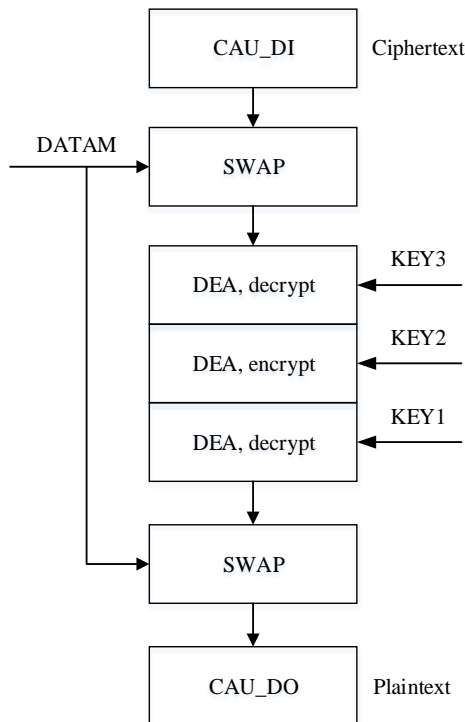 CAU_DI Ciphertext
DATAM
SWAP
KEY3
DEA, decrypt
KEY2
DEA, encrypt
KEY1
DEA, decrypt
SWAP
CAU_DO Plaintext